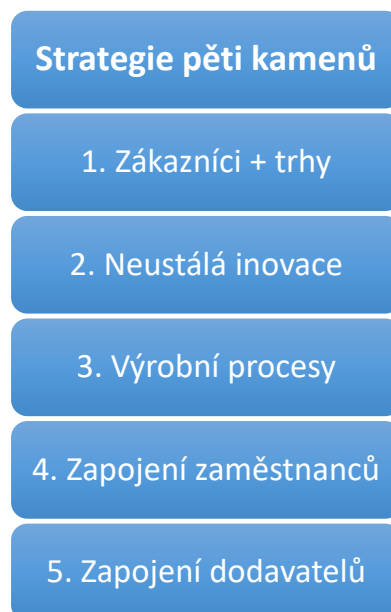 Strategie pěti kamenů
1. Zákazníci + trhy
2. Neustálá inovace
3. Výrobní procesy
4. Zapojení zaměstnanců
5. Zapojení dodavatelů